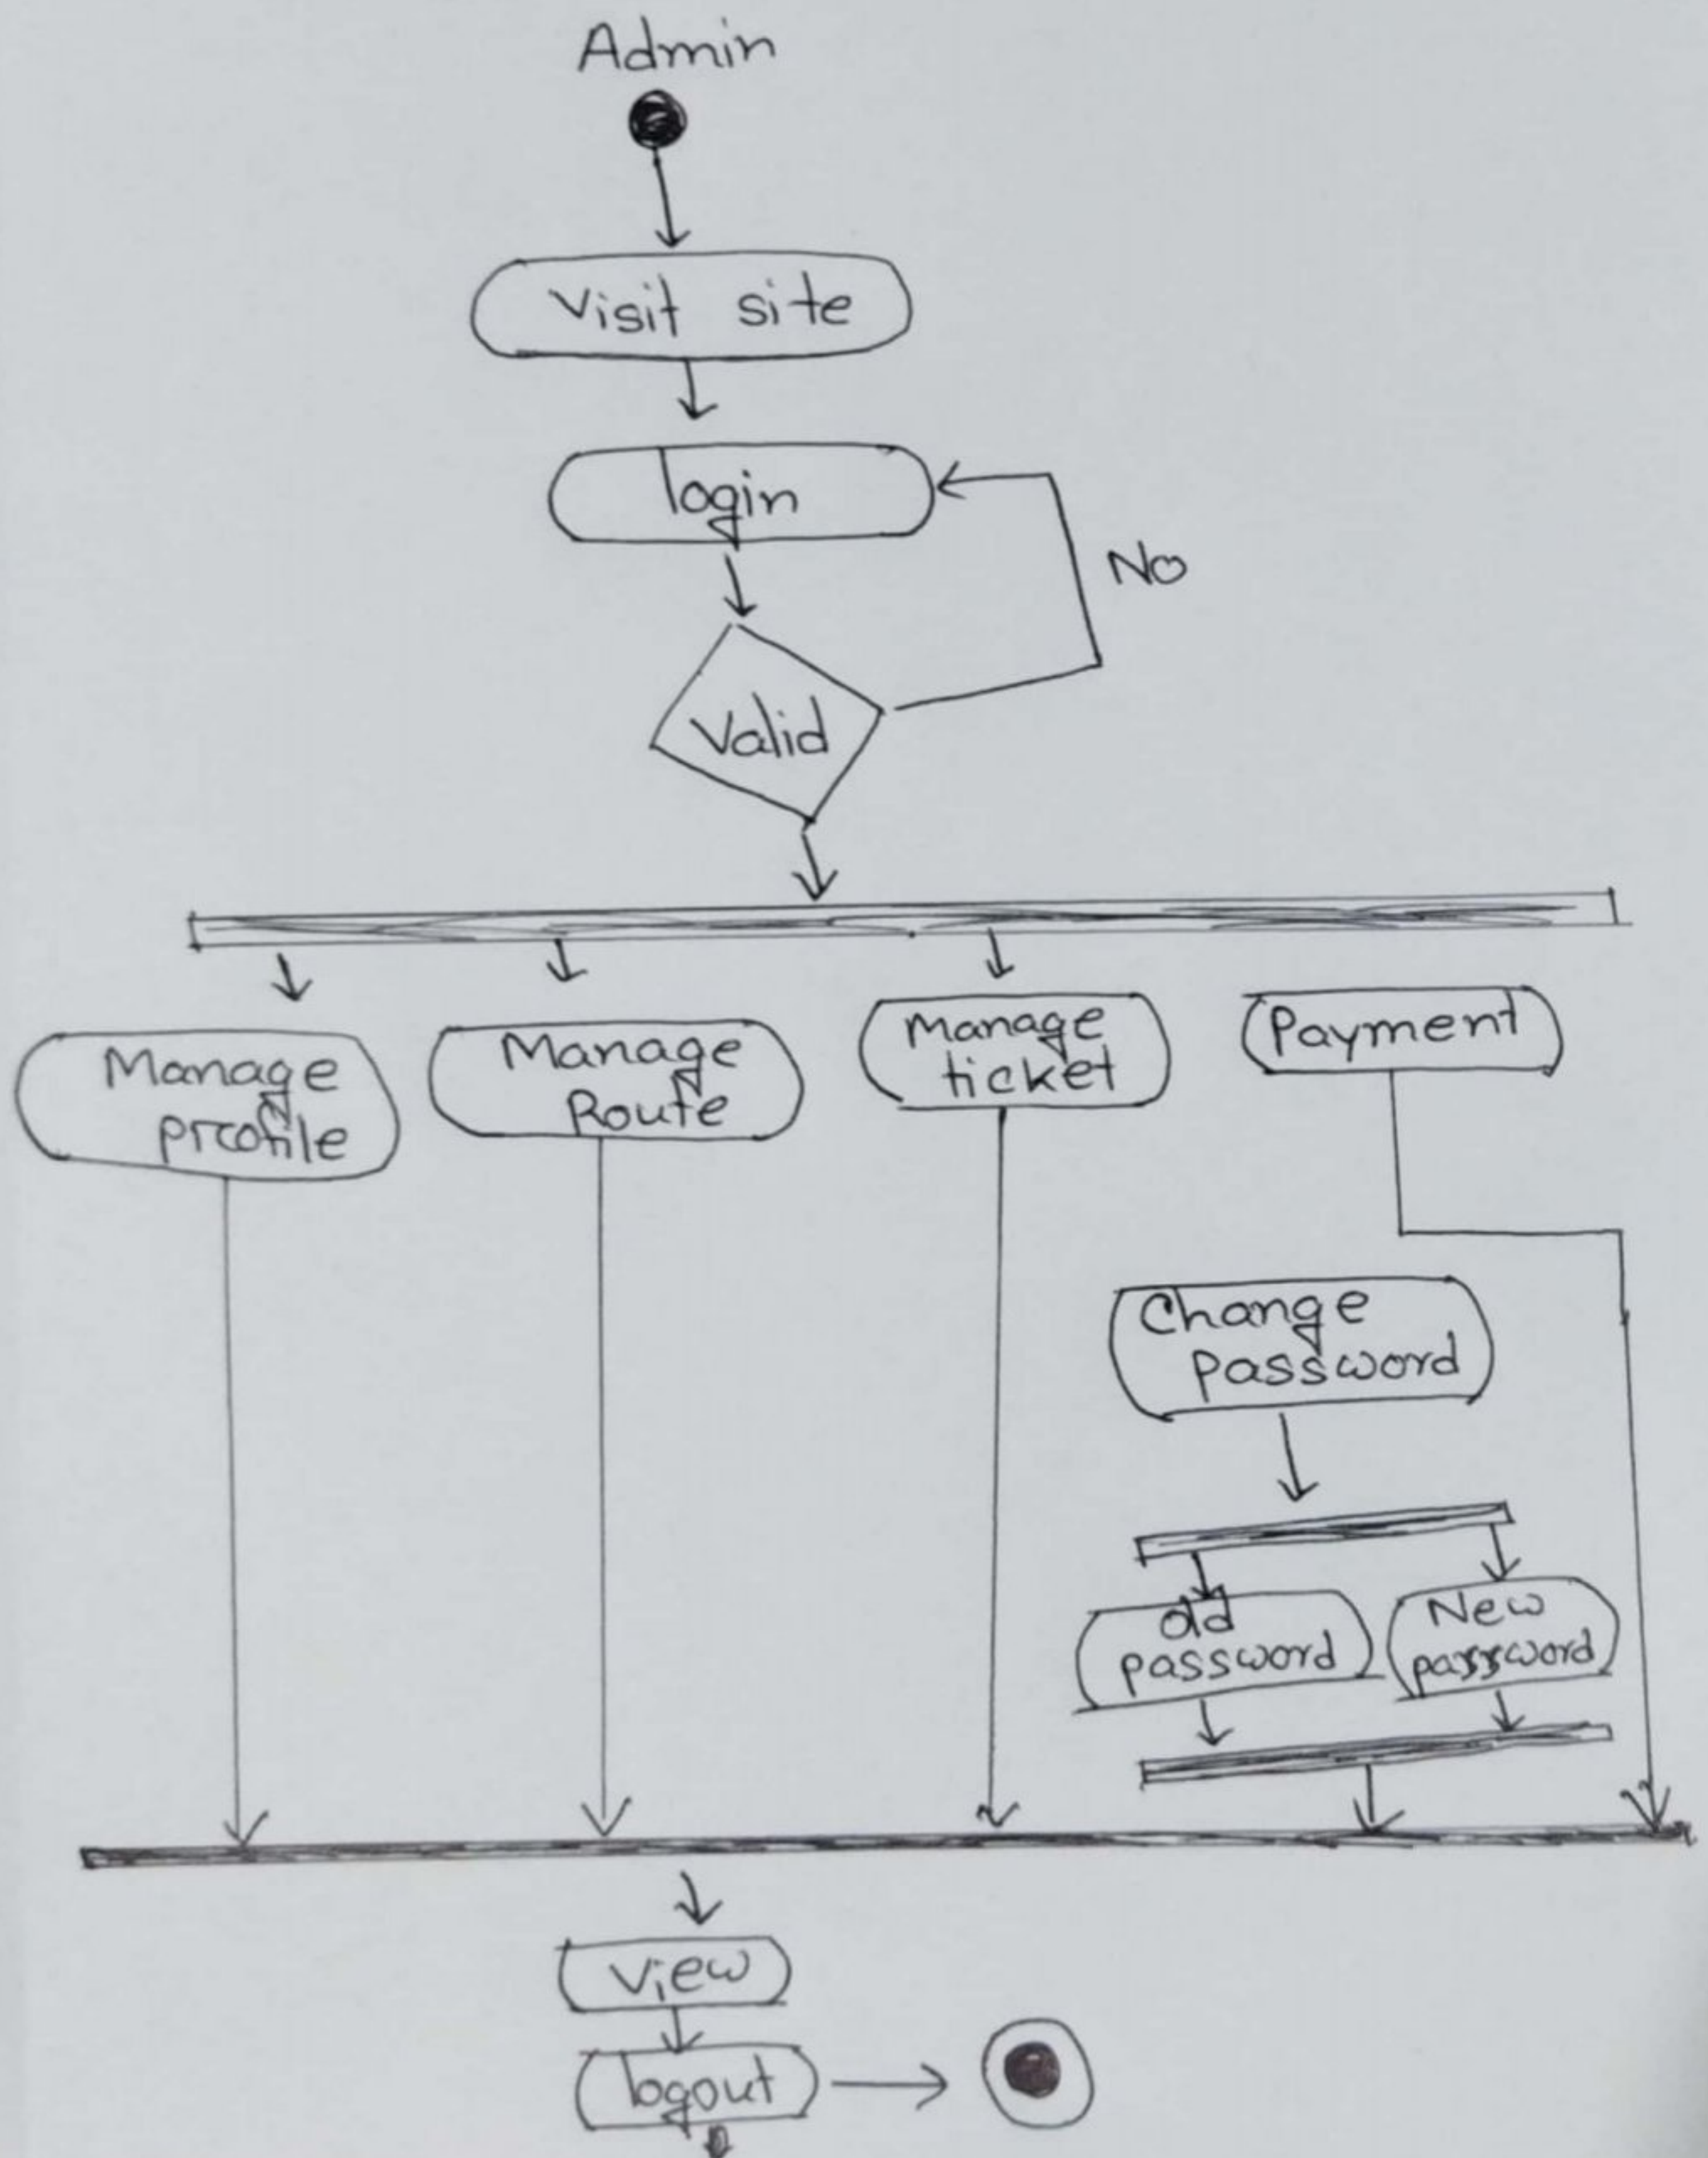 Admin
Visit site
login
No
Valid
Manage
profile
Manage
Route
Manage
ticket
Payment
Change
password
old
password
New
password
view
logout